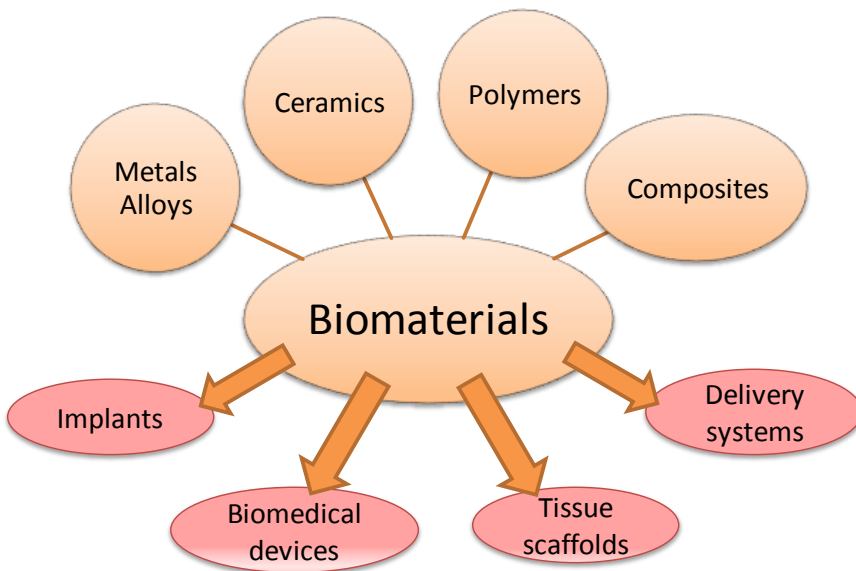 Ceramics
Polymers
Metals
Alloys
Composites
Biomaterials
Implants
Delivery
systems
Biomedical
devices
Tissue
scaffolds